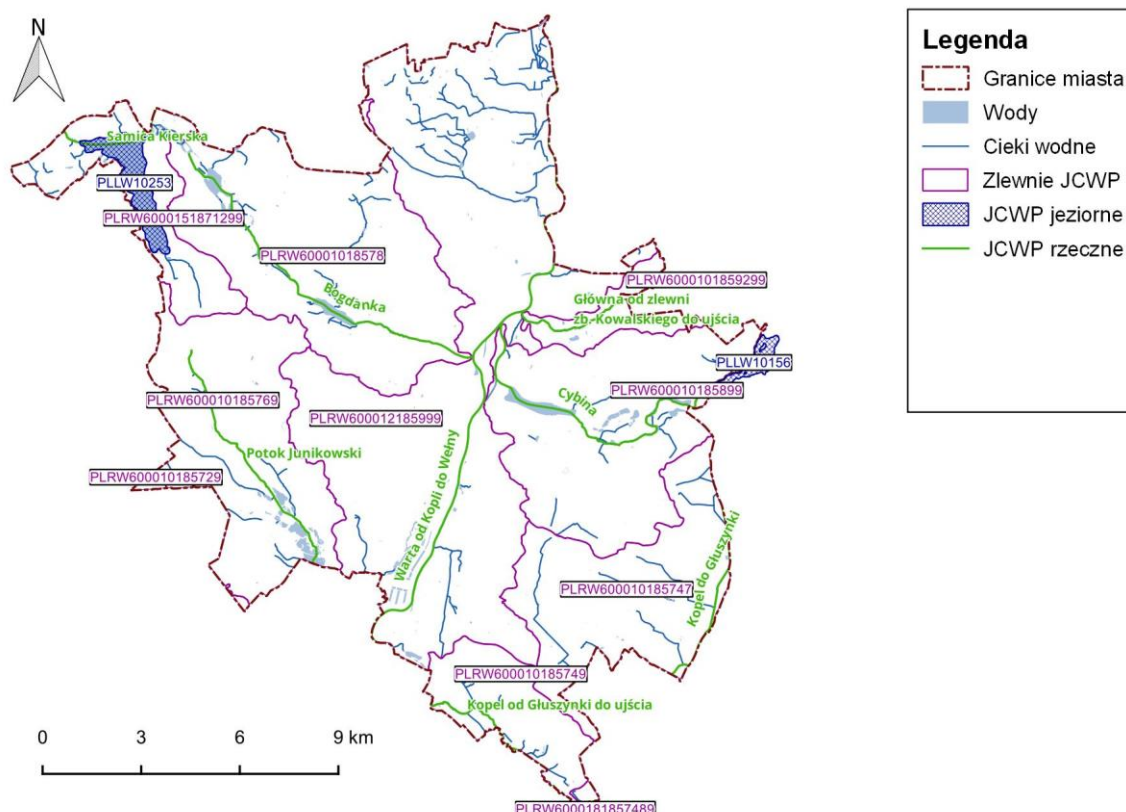 N
Samica Kierska
PLLW10253
PLRW6000151871299
PLRW60001018578
Bogdanka
PLRW6000101859299
Główna od zlewni
zb. Kowalskiego do ujścia
PLLW10156
PLRW600010185899
Cybina
PLRW600010185769
PLRW600012185999
Potok Junikowski
PLRW600010185729
Warta od Kopli do Wełny
Kopel do Głuszynki
PLRW600010185747
PLRW600010185749
Kopel od Głuszynki do ujścia
PLRW600181857489
0 3 6 9 km
Legenda
Granice miasta
Wody
Cieki wodne
Zlewnie JCWP
JCWP jeziorne
JCWP rzeczne